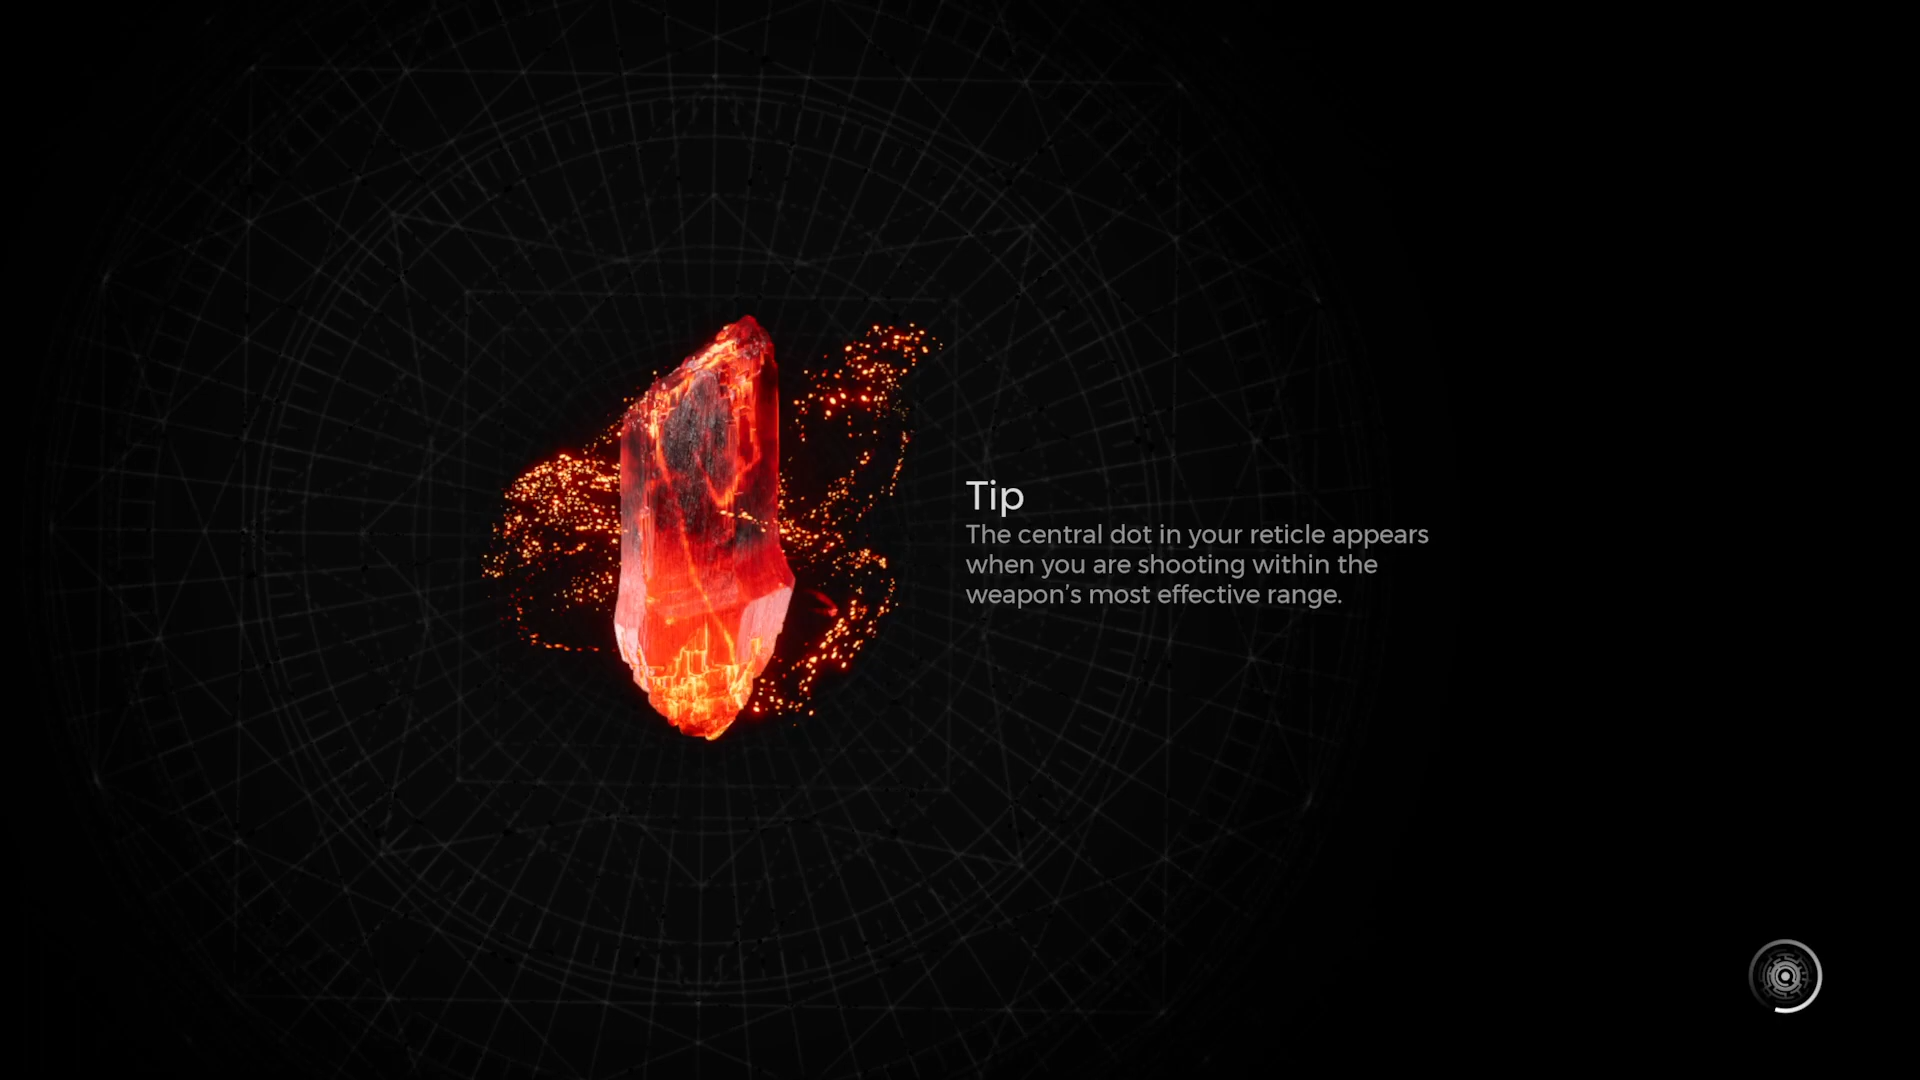 Tip
The central dot in your reticle appears
when you are shooting within the
weapon’s most effective range.